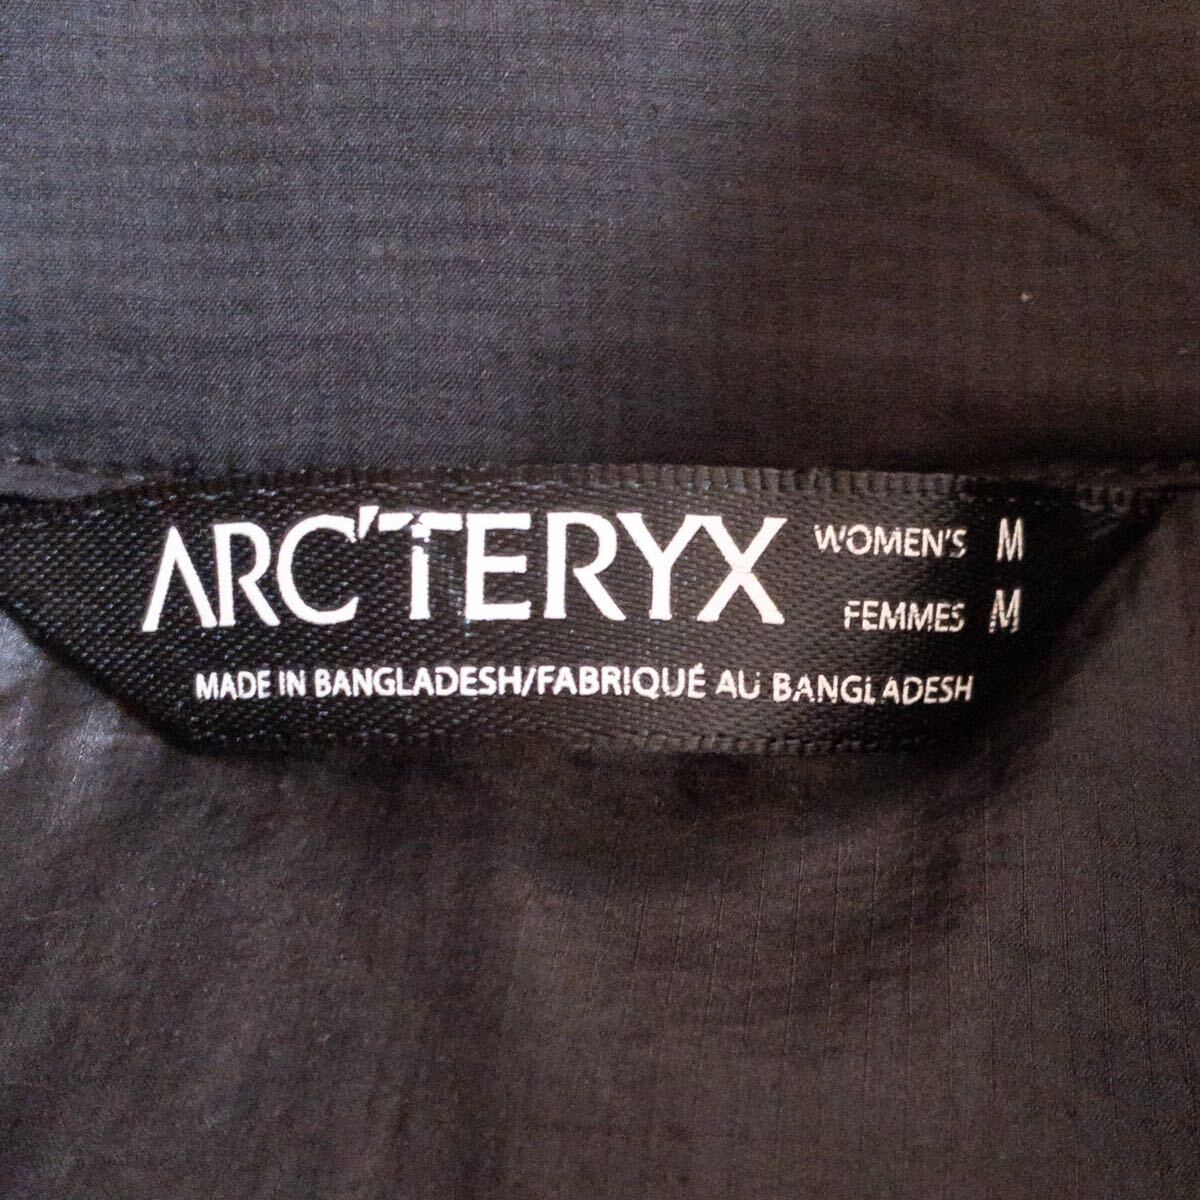 ARC'TERYX WOMEN'S M
FEMMES M
MADE IN BANGLADESH/FABRIQUÉ AU BANGLADESH